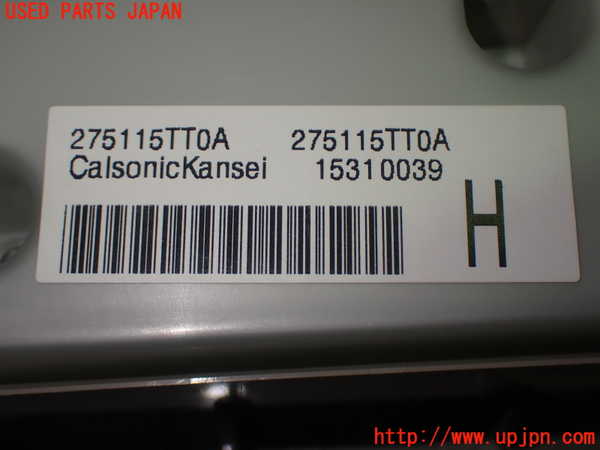 USED PARTS JAPAN
275115TT0A 275115TT0A
CalsonicKansei 15310039
H
http://www.upjpn.com/